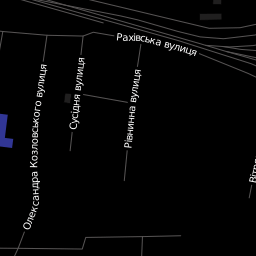 Рахівська вулиця
Сусідня вулиця
Рівнинна вулиця
Олександра Козловського вулиця